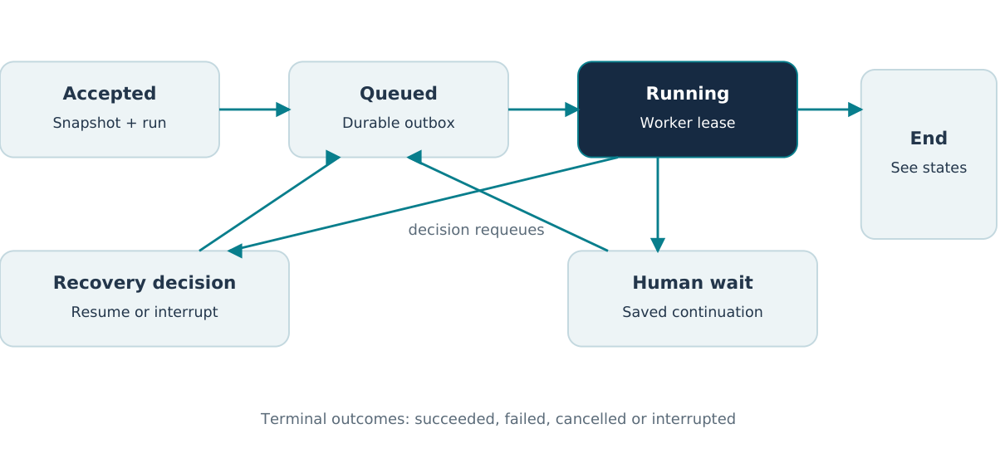 Accepted
Snapshot + run
Queued
Durable outbox
Running
Worker lease
End
See states
decision requeues
Recovery decision
Resume or interrupt
Human wait
Saved continuation
Terminal outcomes: succeeded, failed, cancelled or interrupted